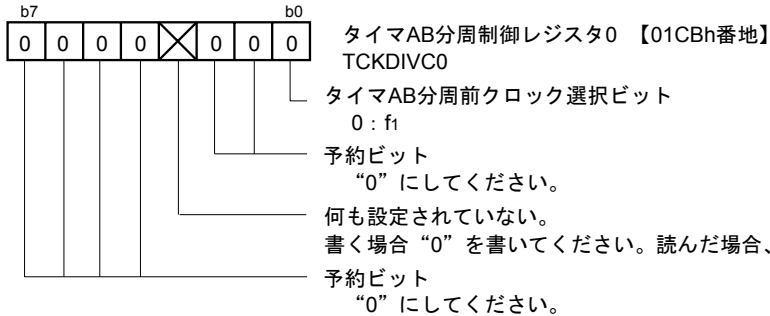 b7 b0
0 0 0 0 0 0 0
タイマAB分周制御レジスタ0 【01CBh番地】
TCKDIVC0
タイマAB分周前クロック選択ビット
0：f1
予約ビット
“0”にしてください。
何も設定されていない。
書く場合“0”を書いてください。読んだ場合、
予約ビット
“0”にしてください。